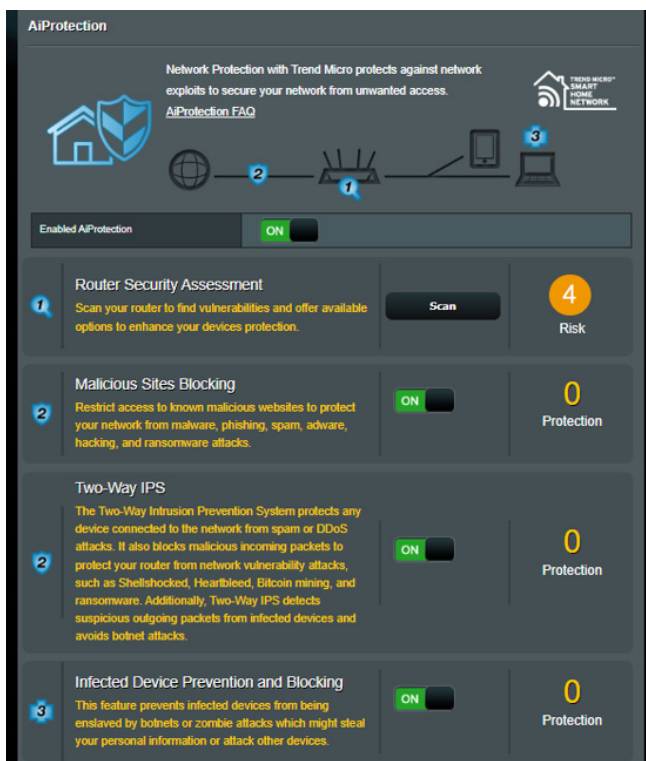 AiProtection
Network Protection with Trend Micro protects against network
exploits to secure your network from unwanted access.
AiProtection FAQ
TREND MICRO™
SMART
HOME
NETWORK
3
2
1
Enabled AiProtection
ON
1
Router Security Assessment
Scan your router to find vulnerabilities and offer available
options to enhance your devices protection.
Scan
4
Risk
2
Malicious Sites Blocking
Restrict access to known malicious websites to protect
your network from malware, phishing, spam, adware,
hacking, and ransomware attacks.
ON
0
Protection
2
Two-Way IPS
The Two-Way Intrusion Prevention System protects any
device connected to the network from spam or DDoS
attacks. It also blocks malicious incoming packets to
protect your router from network vulnerability attacks,
such as Shellshocked, Heartbleed, Bitcoin mining, and
ransomware. Additionally, Two-Way IPS detects
suspicious outgoing packets from infected devices and
avoids botnet attacks.
ON
0
Protection
3
Infected Device Prevention and Blocking
This feature prevents infected devices from being
enslaved by botnets or zombie attacks which might steal
your personal information or attack other devices.
ON
0
Protection